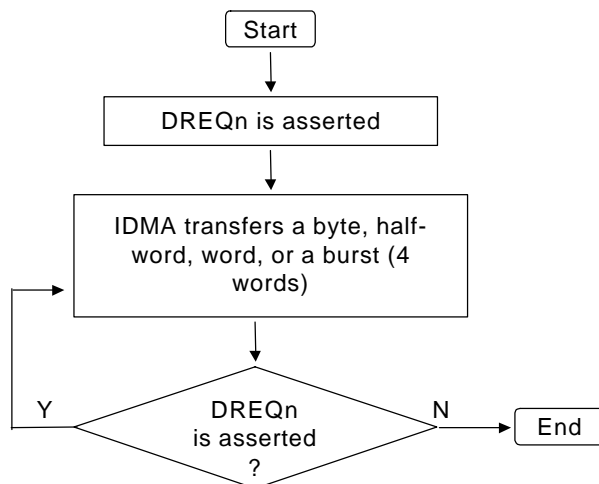 Start
DREQn is asserted
IDMA transfers a byte, half-
word, word, or a burst (4
words)
Y
DREQn
is asserted
?
N
End